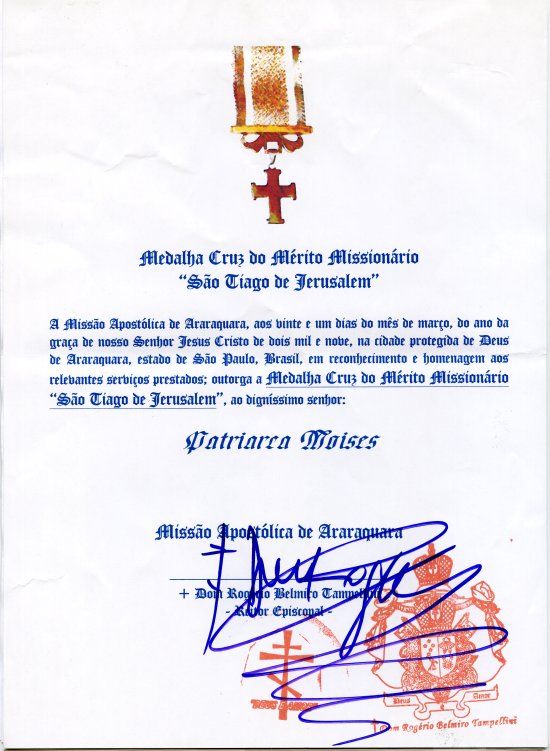 Medalha Cruz do Mérito Missionário
“São Tiago de Jerusalem”
A Missão Apostólica de Araraquara, aos vinte e um dias do mês de março, do ano da
graça de nosso Senhor Jesus Cristo de dois mil e nove, na cidade protegida de Deus
de Araraquara, estado de São Paulo, Brasil, em reconhecimento e homenagem aos
relevantes serviços prestados; outorga a Medalha Cruz do Mérito Missionário
“São Tiago de Jerusalem”, ao digníssimo senhor:
Patriarca Moises
Missão Apostólica de Araraquara
+ Dom Rogério Belmiro Tampellini
- Reitor Episcopal -
Deus Amor
Dom Rogério Belmiro Tampellini